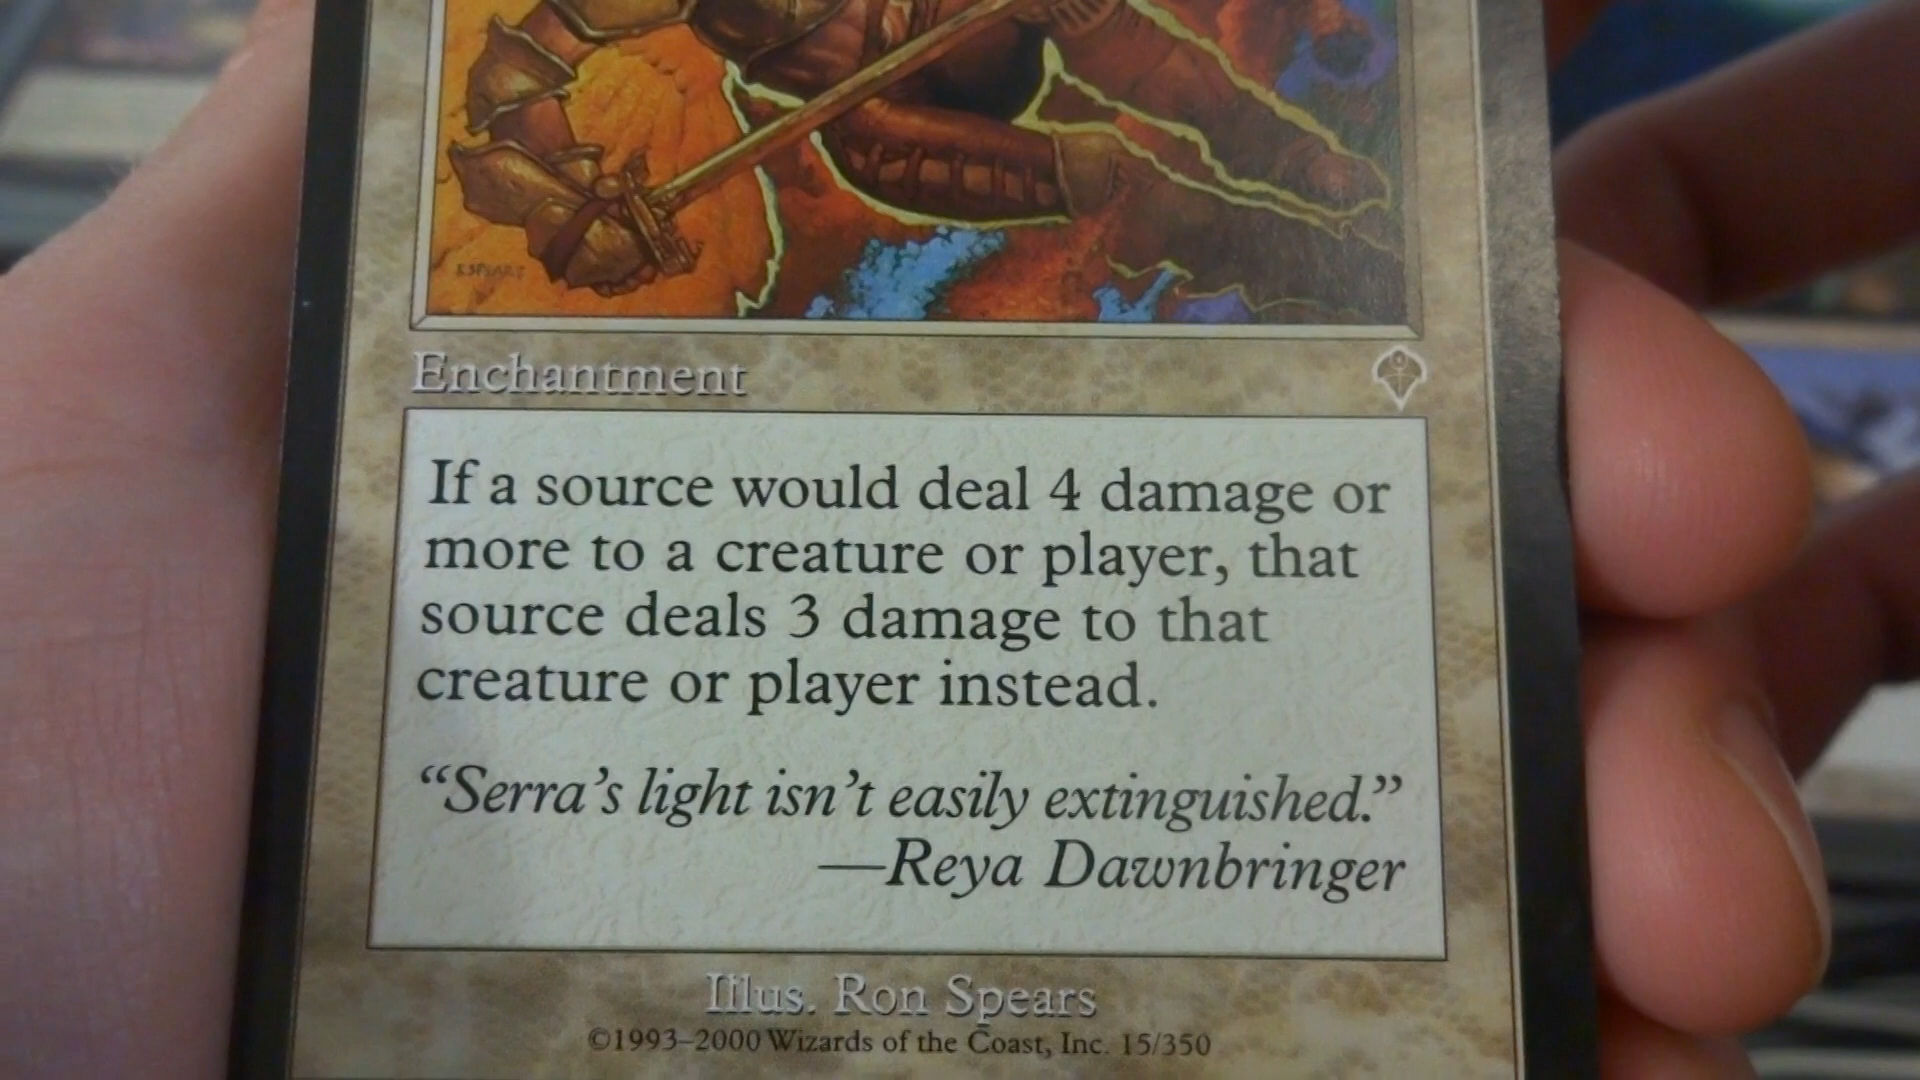 R SPEARS
Enchantment
If a source would deal 4 damage or
more to a creature or player, that
source deals 3 damage to that
creature or player instead.
“Serra’s light isn’t easily extinguished.”
—Reya Dawnbringer
Illus. Ron Spears
©1993–2000 Wizards of the Coast, Inc. 15/350